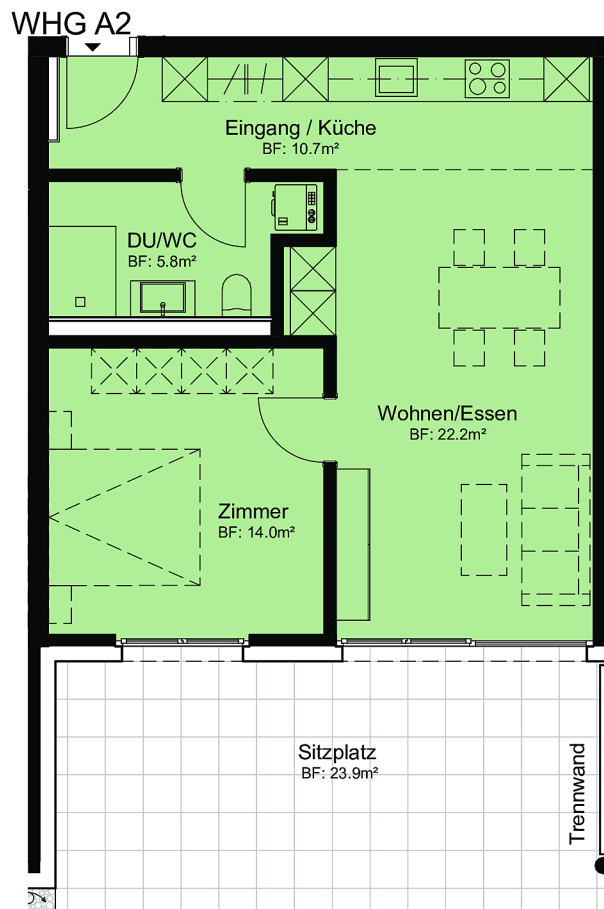 WHG A2
Eingang / Küche
BF: 10.7m²
DU/WC
BF: 5.8m²
Wohnen/Essen
BF: 22.2m²
Zimmer
BF: 14.0m²
Sitzplatz
BF: 23.9m²
Trennwand